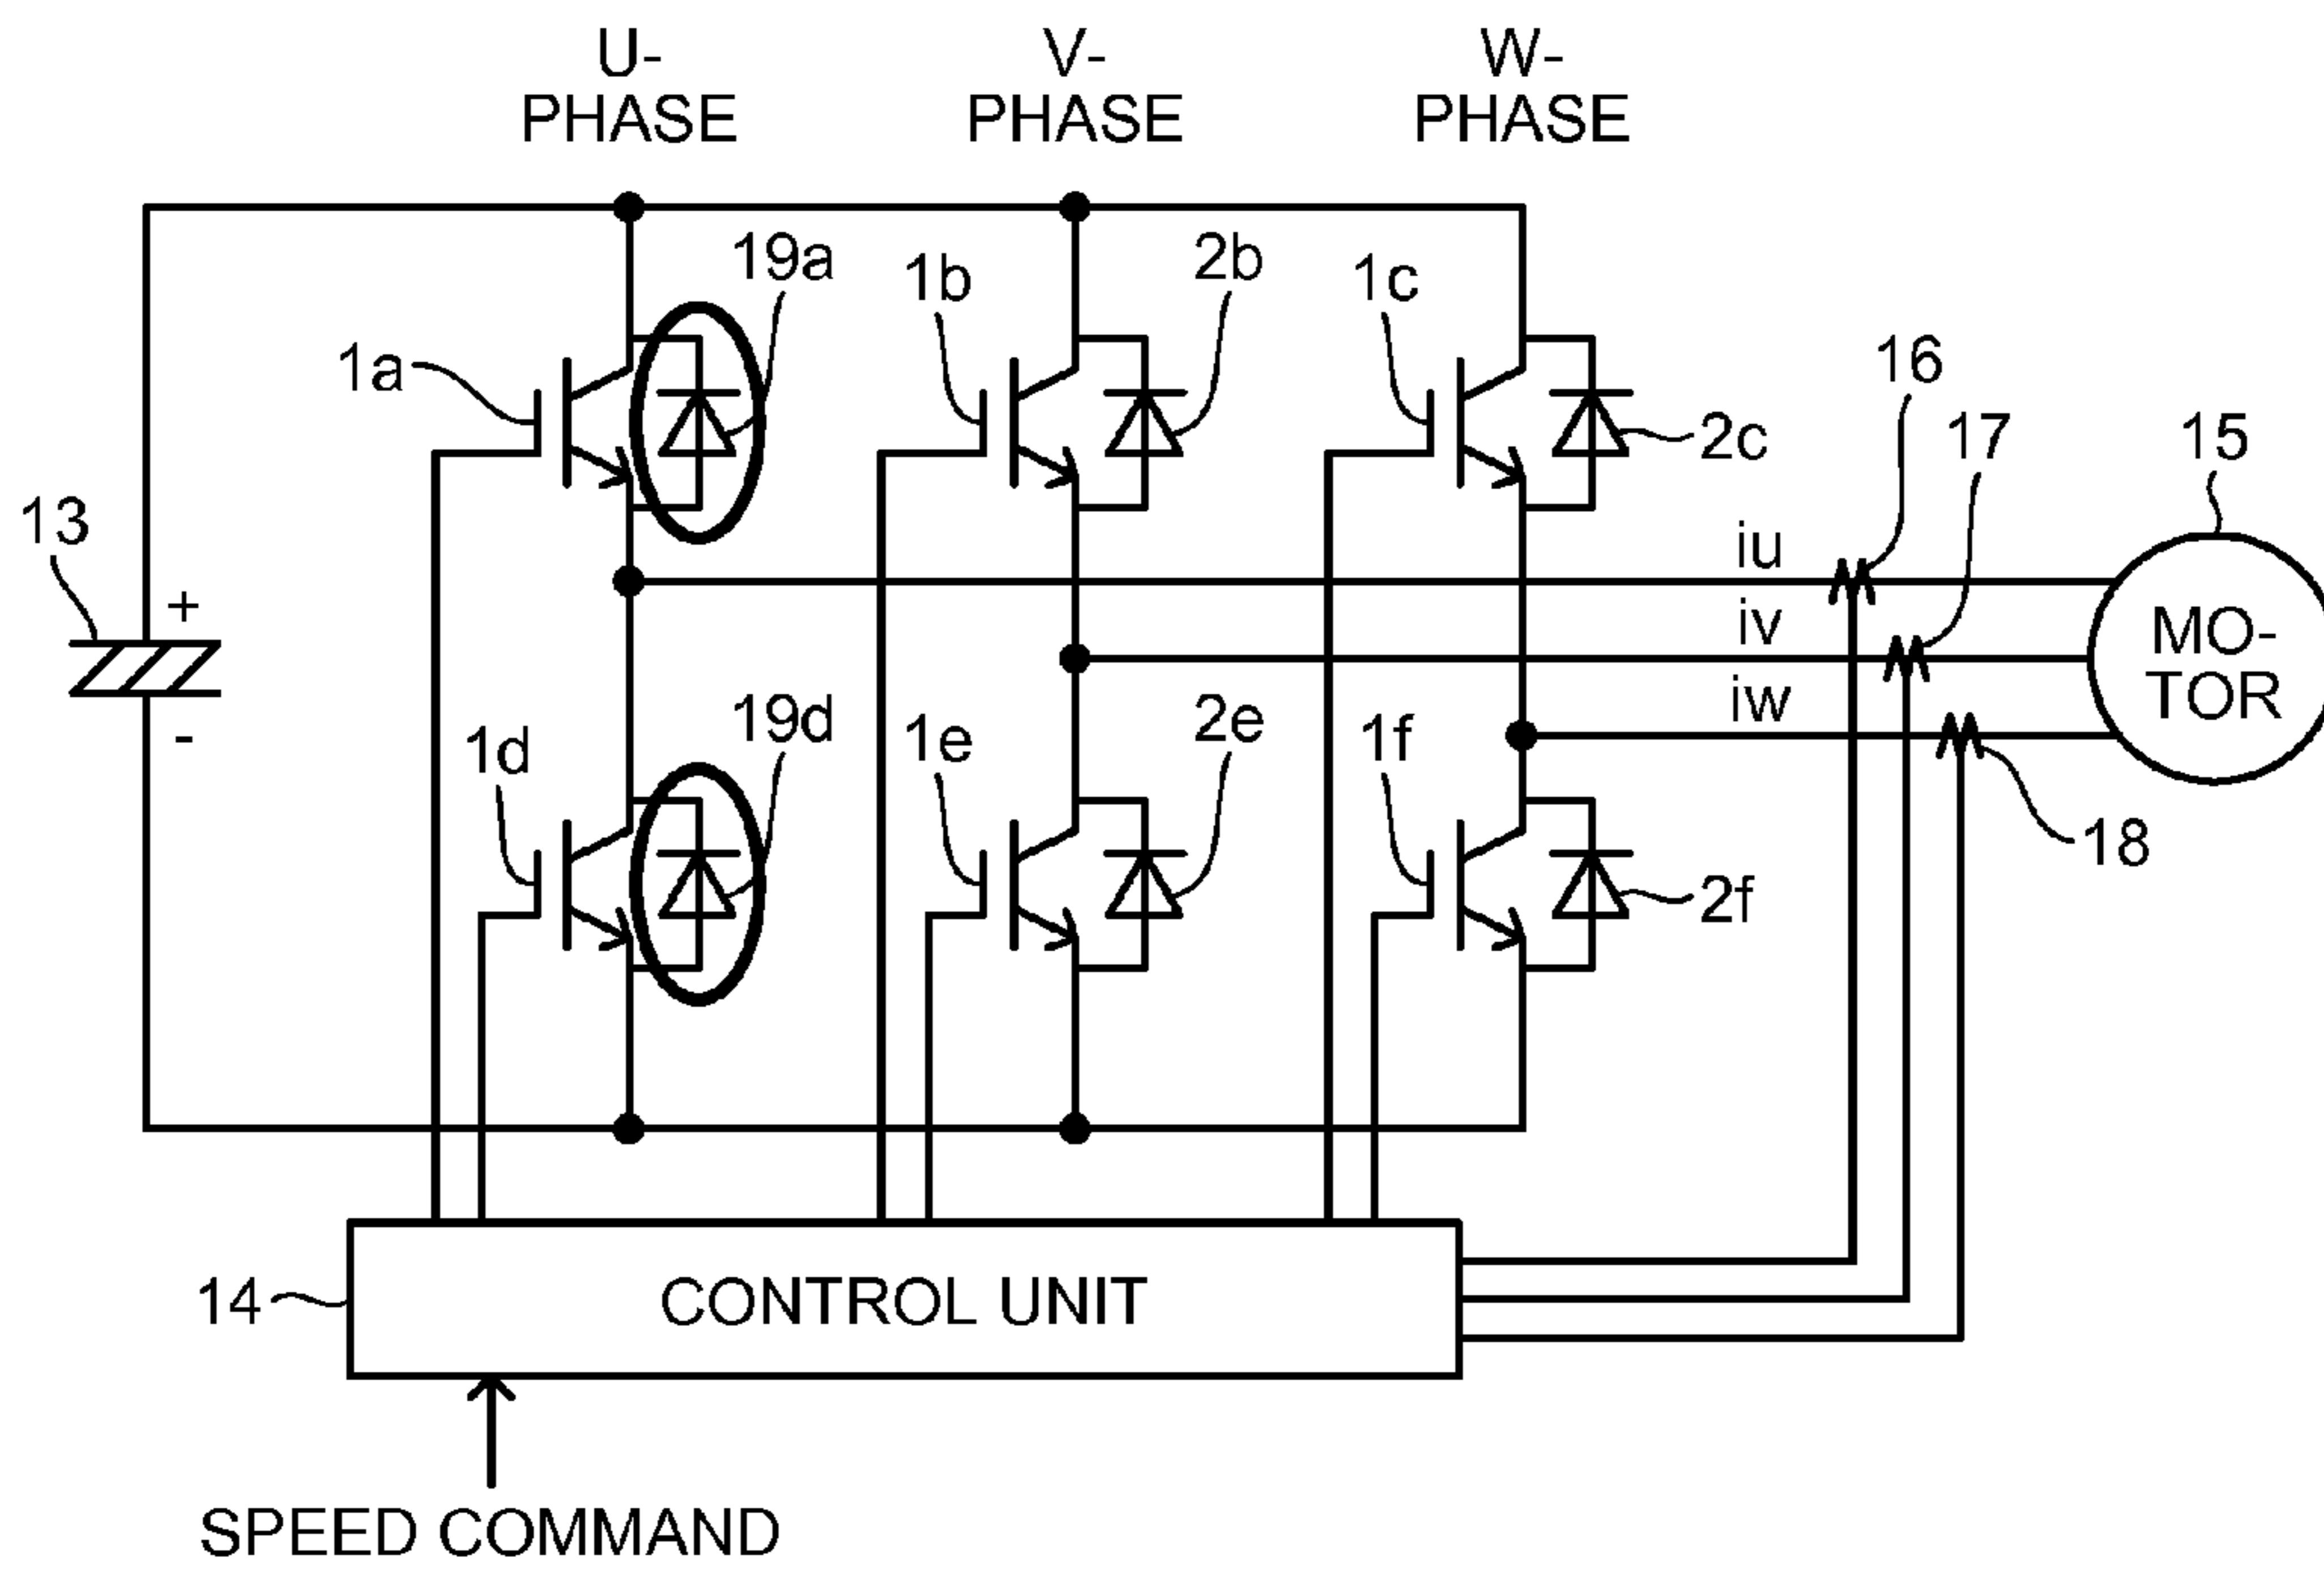 U-
PHASE
V-
PHASE
W-
PHASE
19a
1b
2b
1c
1a
16
17
15
2c
13
+
-
iu
iv
iw
MO-
TOR
1d
19d
1e
2e
1f
2f
18
14
CONTROL UNIT
SPEED COMMAND